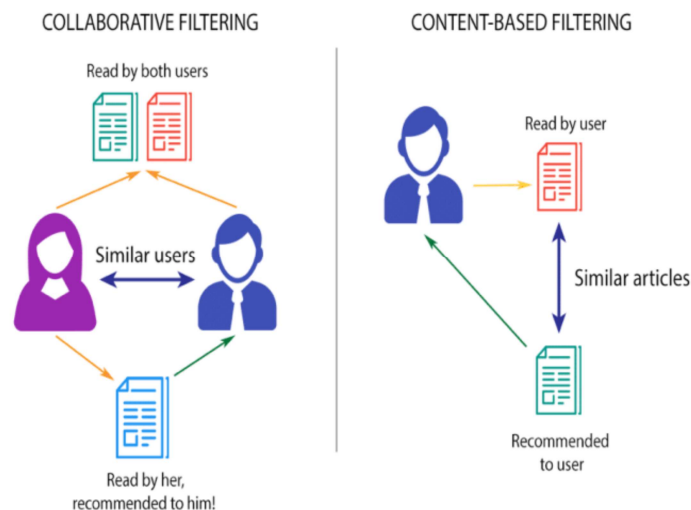 COLLABORATIVE FILTERING
Read by both users
Similar users
Read by her,
recommended to him!
CONTENT-BASED FILTERING
Read by user
Similar articles
Recommended
to user